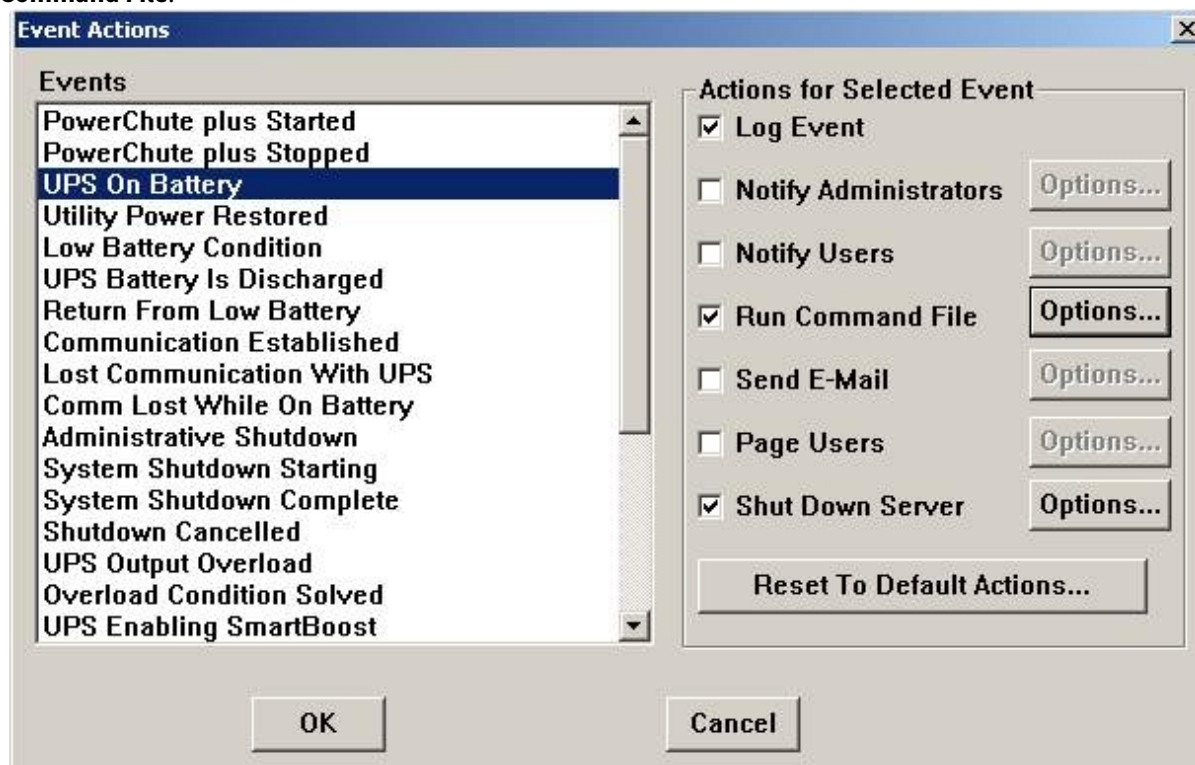 Command File.
Event Actions
Events
PowerChute plus Started
PowerChute plus Stopped
UPS On Battery
Utility Power Restored
Low Battery Condition
UPS Battery Is Discharged
Return From Low Battery
Communication Established
Lost Communication With UPS
Comm Lost While On Battery
Administrative Shutdown
System Shutdown Starting
System Shutdown Complete
Shutdown Cancelled
UPS Output Overload
Overload Condition Solved
UPS Enabling SmartBoost
Actions for Selected Event
Log Event
Notify Administrators Options...
Notify Users Options...
Run Command File Options...
Send E-Mail Options...
Page Users Options...
Shut Down Server Options...
Reset To Default Actions...
OK Cancel